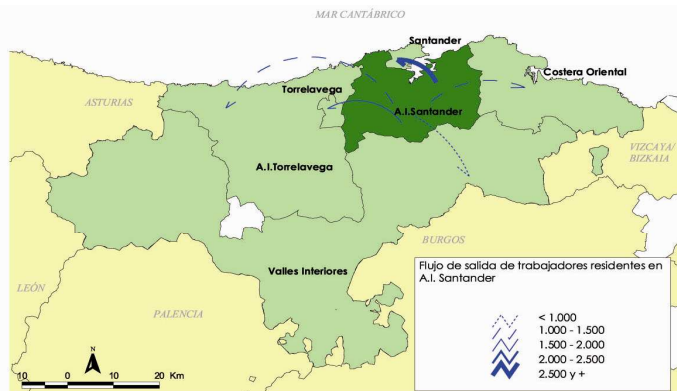 MAR CANTÁBRICO
Santander
Costera Oriental
Torrelavega
ASTURIAS
A.I.Santander
VIZCAYA/
BIZKAIA
A.I.Torrelavega
BURGOS
Valles Interiores
LEÓN
PALENCIA
Flujo de salida de trabajadores residentes en
A.I. Santander
< 1.000
1.000 - 1.500
1.500 - 2.000
2.000 - 2.500
2.500 y +
N
10 0 10 20 Km